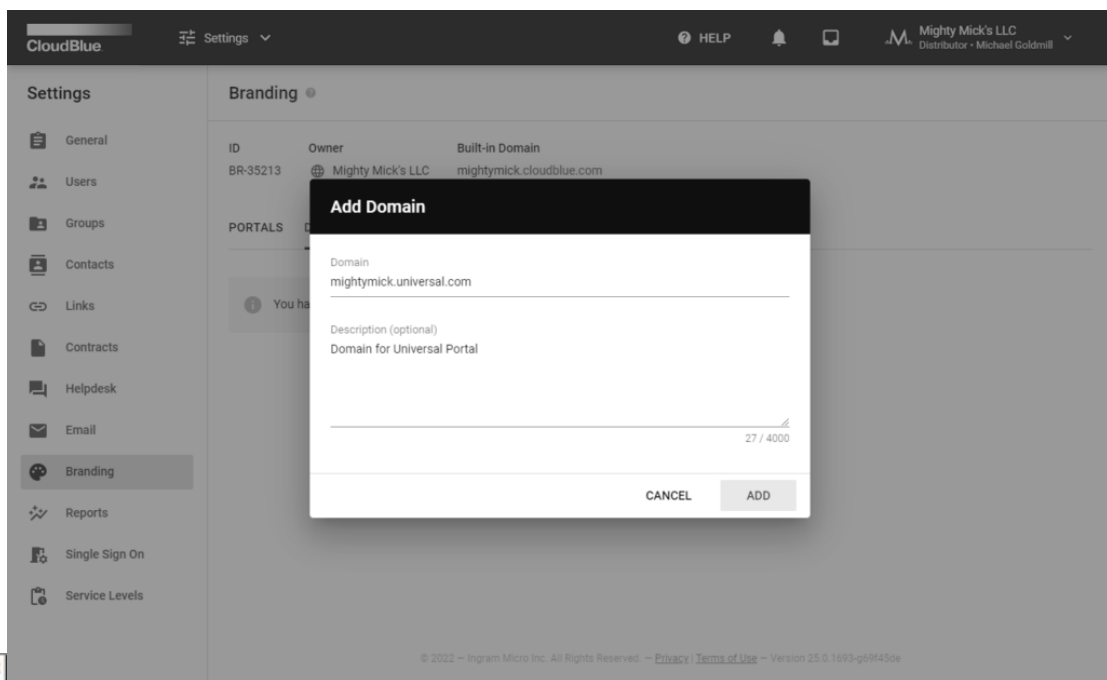 CloudBlue
Settings
HELP
Mighty Mick's LLC
Distributor • Michael Goldmill
Settings
General
Users
Groups
Contacts
Links
Contracts
Helpdesk
Email
Branding
Reports
Single Sign On
Service Levels
Branding
ID Owner Built-in Domain
BR-35213 Mighty Mick's LLC mightymick.cloudblue.com
PORTALS
You
Add Domain
Domain
mightymick.universal.com
Description (optional)
Domain for Universal Portal
27 / 4000
CANCEL ADD
© 2022 – Ingram Micro Inc. All Rights Reserved. – Privacy | Terms of Use – Version 25.0.1693-g69f45de